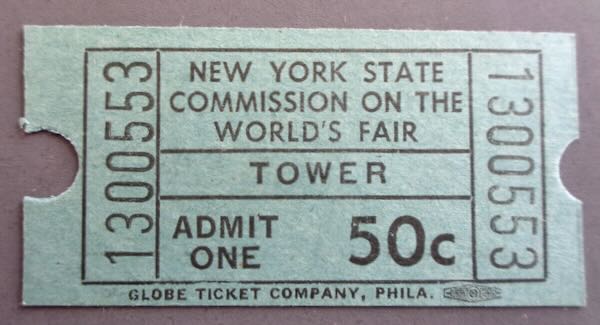 1300553
NEW YORK STATE
COMMISSION ON THE
WORLD'S FAIR
TOWER
ADMIT
ONE
50c
1300553
GLOBE TICKET COMPANY, PHILA.